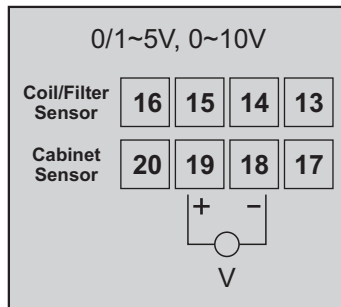 0/1~5V, 0~10V
Coil/Filter Sensor 16 15 14 13
Cabinet Sensor 20 19 18 17
+ −
V